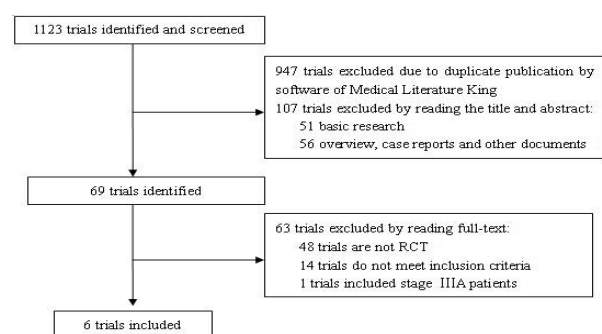 1123 trials identified and screened
947 trials excluded due to duplicate publication by
software of Medical Literature King
107 trials excluded by reading the title and abstract:
51 basic research
56 overview, case reports and other documents
69 trials identified
63 trials excluded by reading full-text:
48 trials are not RCT
14 trials do not meet inclusion criteria
1 trials included stage IIIA patients
6 trials included